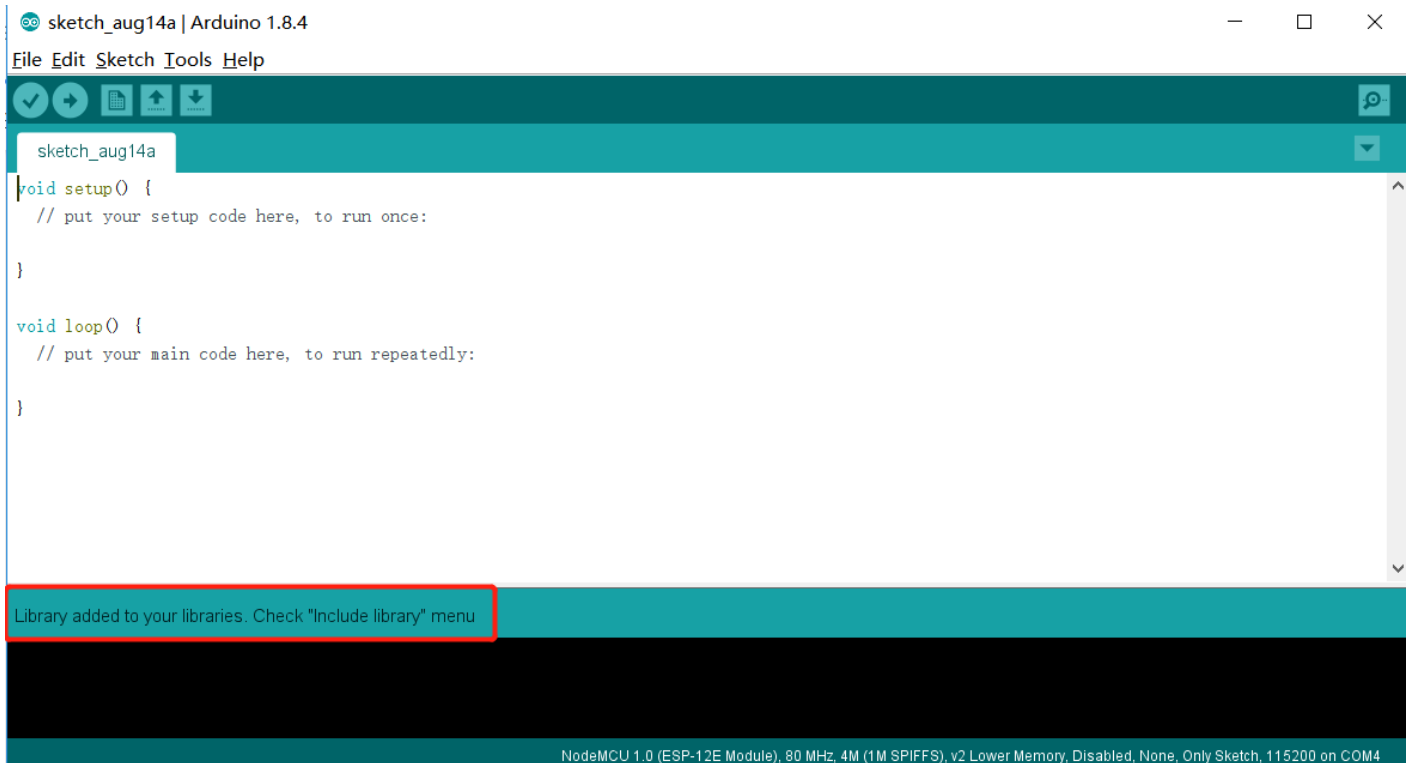 sketch_aug14a | Arduino 1.8.4
File Edit Sketch Tools Help
sketch_aug14a
void setup() {
  // put your setup code here, to run once:
}
void loop() {
  // put your main code here, to run repeatedly:
}
Library added to your libraries. Check "Include library" menu
NodeMCU 1.0 (ESP-12E Module), 80 MHz, 4M (1M SPIFFS), v2 Lower Memory, Disabled, None, Only Sketch, 115200 on COM4